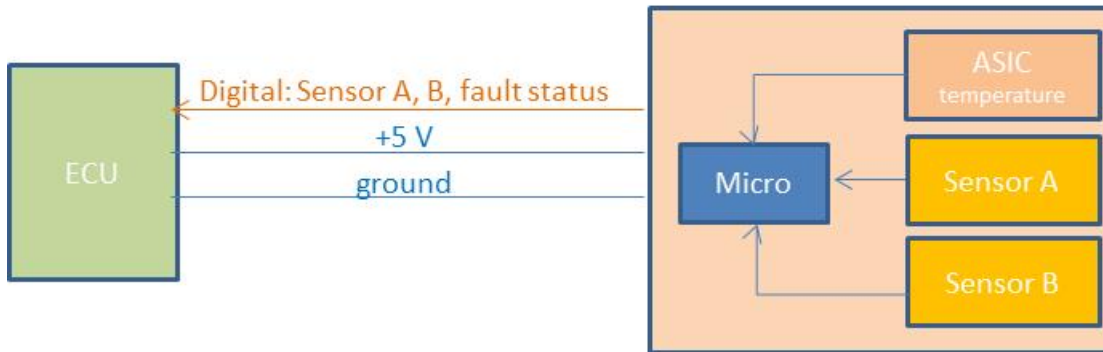 ECU
Digital: Sensor A, B, fault status
+5 V
ground
Micro
ASIC
temperature
Sensor A
Sensor B